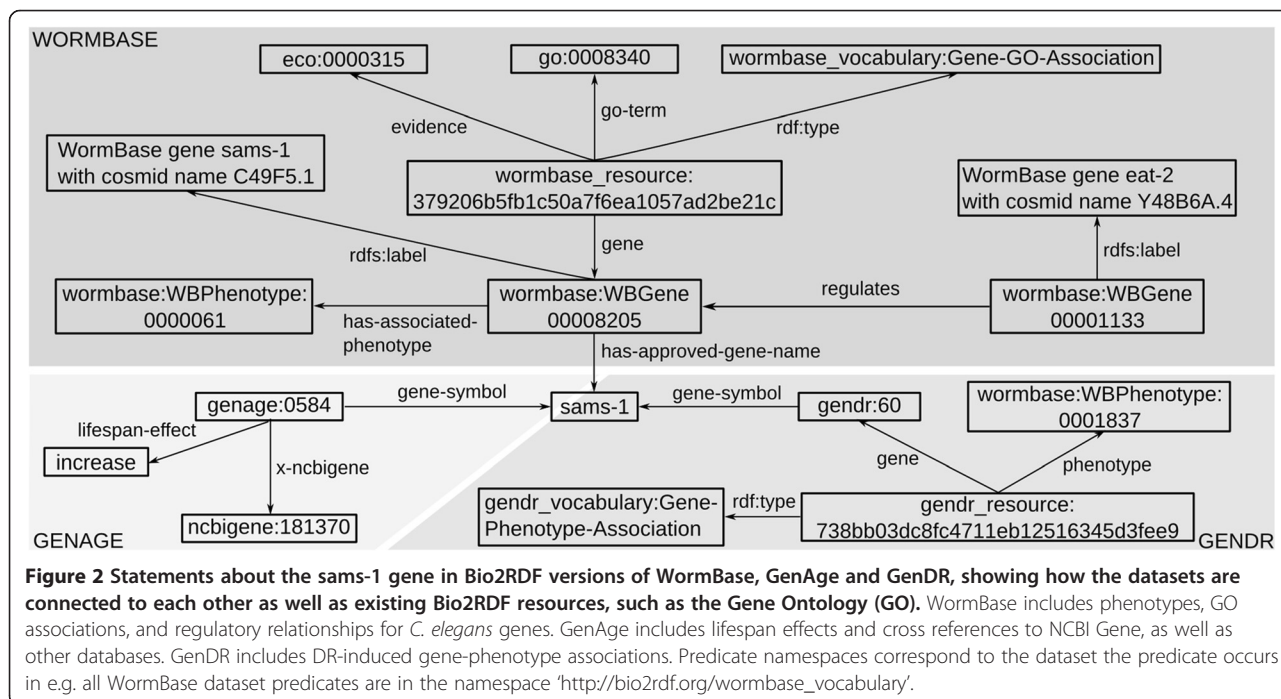 WORMBASE
eco:0000315
go:0008340
wormbase_vocabulary:Gene-GO-Association
evidence
go-term
rdf:type
WormBase gene sams-1
with cosmid name C49F5.1
wormbase_resource:
379206b5fb1c50a7f6ea1057ad2be21c
WormBase gene eat-2
with cosmid name Y48B6A.4
rdfs:label
gene
rdfs:label
wormbase:WBPhenotype:
0000061
has-associated-
phenotype
wormbase:WBGene
00008205
regulates
wormbase:WBGene
00001133
has-approved-gene-name
genage:0584
gene-symbol
sams-1
gene-symbol
gendr:60
wormbase:WBPhenotype:
0001837
lifespan-effect
increase
x-ncbigene
gene
phenotype
ncbigene:181370
gendr_vocabulary:Gene-
Phenotype-Association
rdf:type
gendr_resource:
738bb03dc8fc4711eb12516345d3fee9
GENAGE
GENDR
Figure 2 Statements about the sams-1 gene in Bio2RDF versions of WormBase, GenAge and GenDR, showing how the datasets are
connected to each other as well as existing Bio2RDF resources, such as the Gene Ontology (GO). WormBase includes phenotypes, GO
associations, and regulatory relationships for C. elegans genes. GenAge includes lifespan effects and cross references to NCBI Gene, as well as
other databases. GenDR includes DR-induced gene-phenotype associations. Predicate namespaces correspond to the dataset the predicate occurs
in e.g. all WormBase dataset predicates are in the namespace 'http://bio2rdf.org/wormbase_vocabulary'.